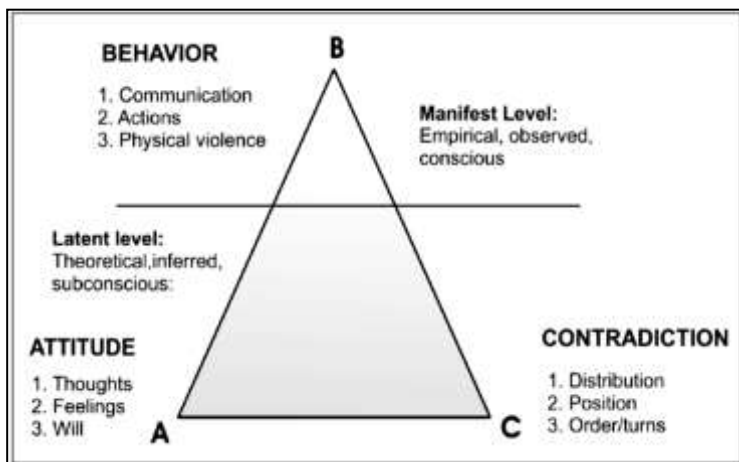 B
BEHAVIOR
1. Communication
2. Actions
3. Physical violence
Manifest Level:
Empirical, observed,
conscious
Latent level:
Theoretical,inferred,
subconscious:
ATTITUDE
1. Thoughts
2. Feelings
3. Will
A
CONTRADICTION
1. Distribution
2. Position
3. Order/turns
C